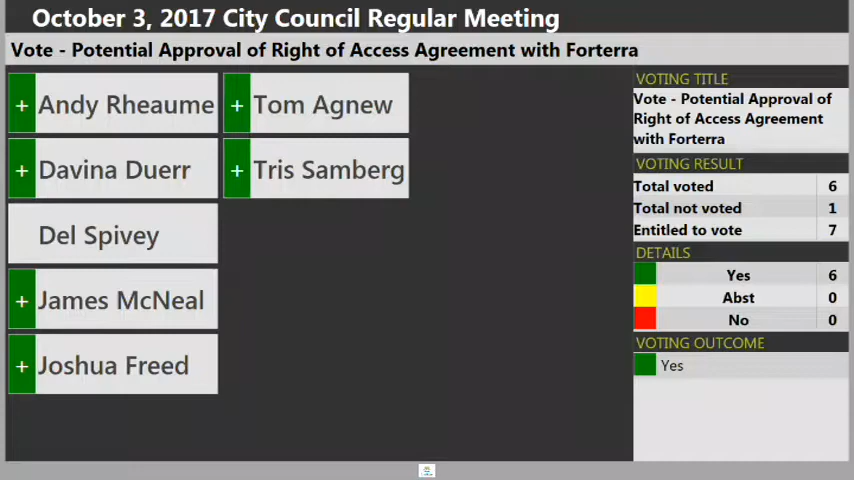 October 3, 2017 City Council Regular Meeting
Vote - Potential Approval of Right of Access Agreement with Forterra
+ Andy Rheaume
+ Tom Agnew
+ Davina Duerr
+ Tris Samberg
Del Spivey
+ James McNeal
+ Joshua Freed
VOTING TITLE
Vote - Potential Approval of
Right of Access Agreement
with Forterra
VOTING RESULT
Total voted 6
Total not voted 1
Entitled to vote 7
DETAILS
Yes 6
Abst 0
No 0
VOTING OUTCOME
Yes